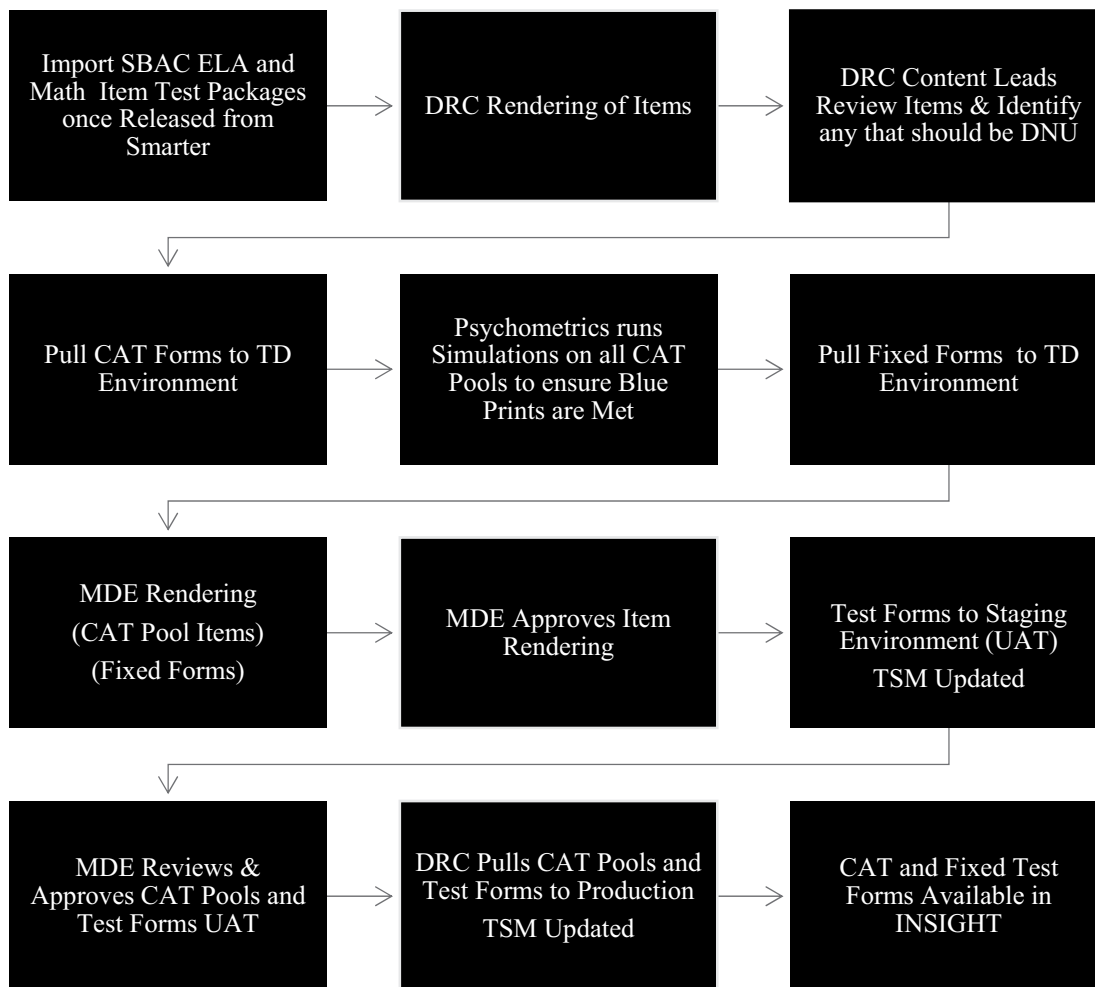 Import SBAC ELA and
Math Item Test Packages
once Released from
Smarter
DRC Rendering of Items
DRC Content Leads
Review Items & Identify
any that should be DNU
Pull CAT Forms to TD
Environment
Psychometrics runs
Simulations on all CAT
Pools to ensure Blue
Prints are Met
Pull Fixed Forms to TD
Environment
MDE Rendering
(CAT Pool Items)
(Fixed Forms)
MDE Approves Item
Rendering
Test Forms to Staging
Environment (UAT)
TSM Updated
MDE Reviews &
Approves CAT Pools and
Test Forms UAT
DRC Pulls CAT Pools and
Test Forms to Production
TSM Updated
CAT and Fixed Test
Forms Available in
INSIGHT